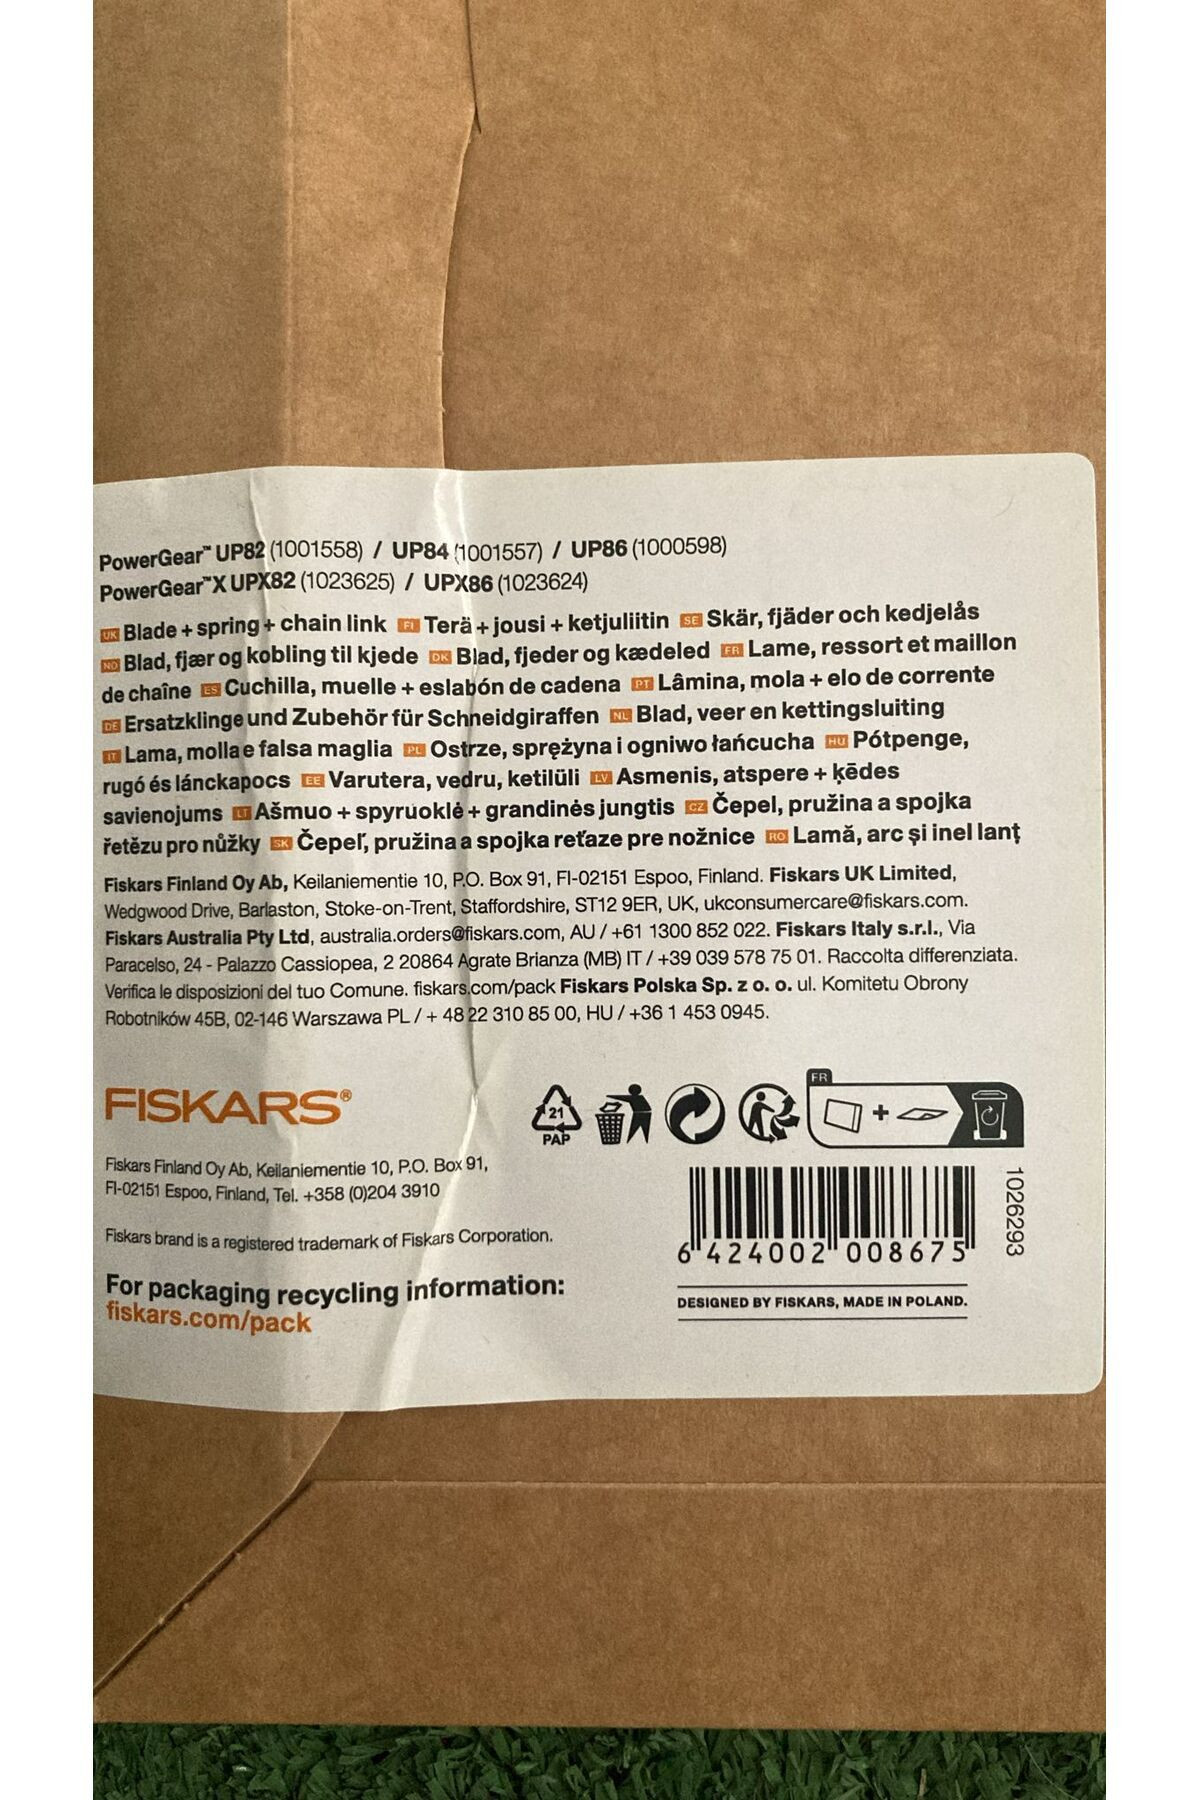 PowerGear™ UP82 (1001558) / UP84 (1001557) / UP86 (1000598)
PowerGear™X UPX82 (1023625) / UPX86 (1023624)
UK Blade + spring + chain link FI Terä + jousi + ketjuliitin SE Skär, fjäder och kedjelås
NO Blad, fjær og kobling til kjede DK Blad, fjeder og kædeled FR Lame, ressort et maillon
de chaîne ES Cuchilla, muelle + eslabón de cadena PT Lâmina, mola + elo de corrente
DE Ersatzklinge und Zubehör für Schneidgiraffen NL Blad, veer en kettingsluiting
IT Lama, molla e falsa maglia PL Ostrze, sprężyna i ogniwo łańcucha HU Pótpenge,
rugó és lánckapocs EE Varutera, vedru, ketilüli LV Asmenis, atspere + ķēdes
savienojums LT Ašmuo + spyruoklė + grandinės jungtis CZ Čepel, pružina a spojka
řetězu pro nůžky SK Čepeľ, pružina a spojka reťaze pre nožnice RO Lamă, arc și inel lanț
Fiskars Finland Oy Ab, Keilaniementie 10, P.O. Box 91, FI-02151 Espoo, Finland. Fiskars UK Limited,
Wedgwood Drive, Barlaston, Stoke-on-Trent, Staffordshire, ST12 9ER, UK, ukconsumercare@fiskars.com.
Fiskars Australia Pty Ltd, australia.orders@fiskars.com, AU / +61 1300 852 022. Fiskars Italy s.r.l., Via
Paracelso, 24 - Palazzo Cassiopea, 2 20864 Agrate Brianza (MB) IT / +39 039 578 75 01. Raccolta differenziata.
Verifica le disposizioni del tuo Comune. fiskars.com/pack Fiskars Polska Sp. z o. o. ul. Komitetu Obrony
Robotników 45B, 02-146 Warszawa PL / + 48 22 310 85 00, HU / +36 1 453 0945.
FISKARS®
21
PAP
FR
Fiskars Finland Oy Ab, Keilaniementie 10, P.O. Box 91,
FI-02151 Espoo, Finland, Tel. +358 (0)204 3910
Fiskars brand is a registered trademark of Fiskars Corporation.
For packaging recycling information:
fiskars.com/pack
6 424002 008675
1026293
DESIGNED BY FISKARS, MADE IN POLAND.